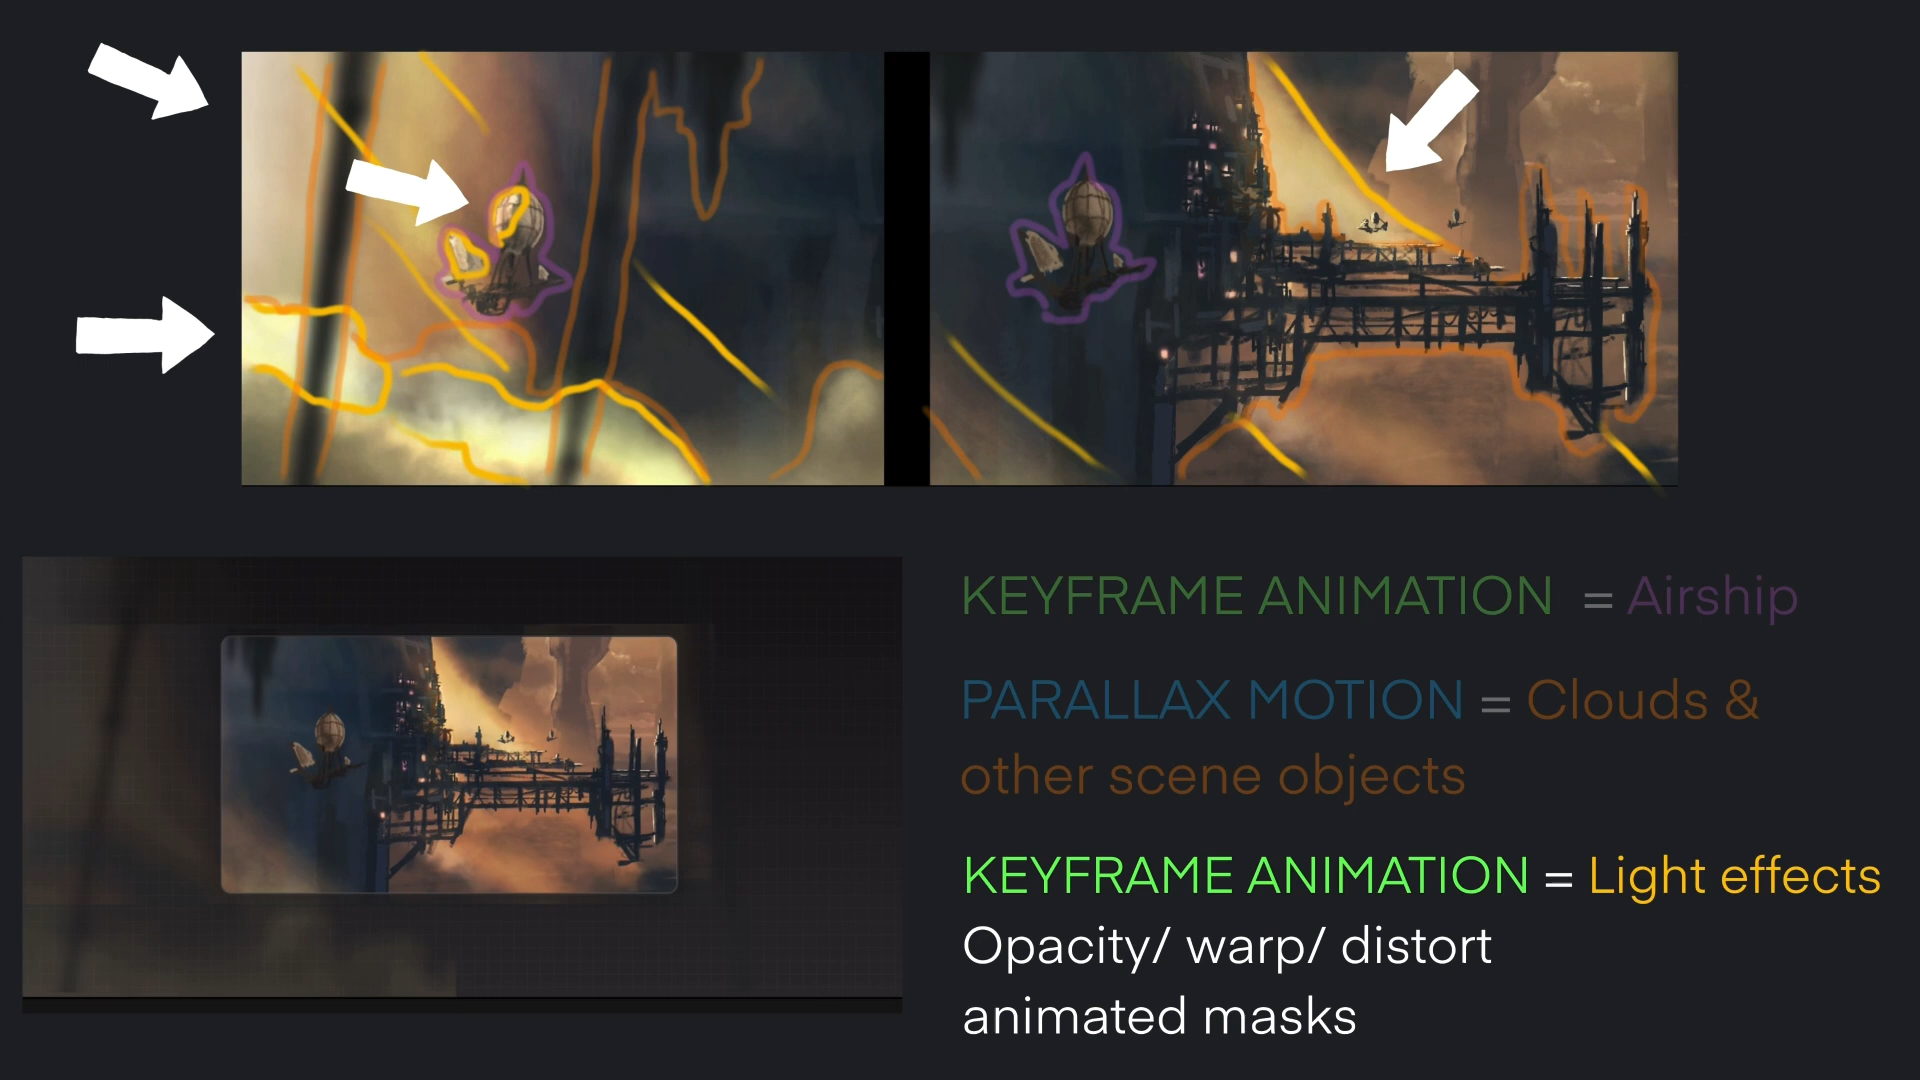 KEYFRAME ANIMATION = Airship
PARALLAX MOTION = Clouds &
other scene objects
KEYFRAME ANIMATION = Light effects
Opacity/ warp/ distort
animated masks